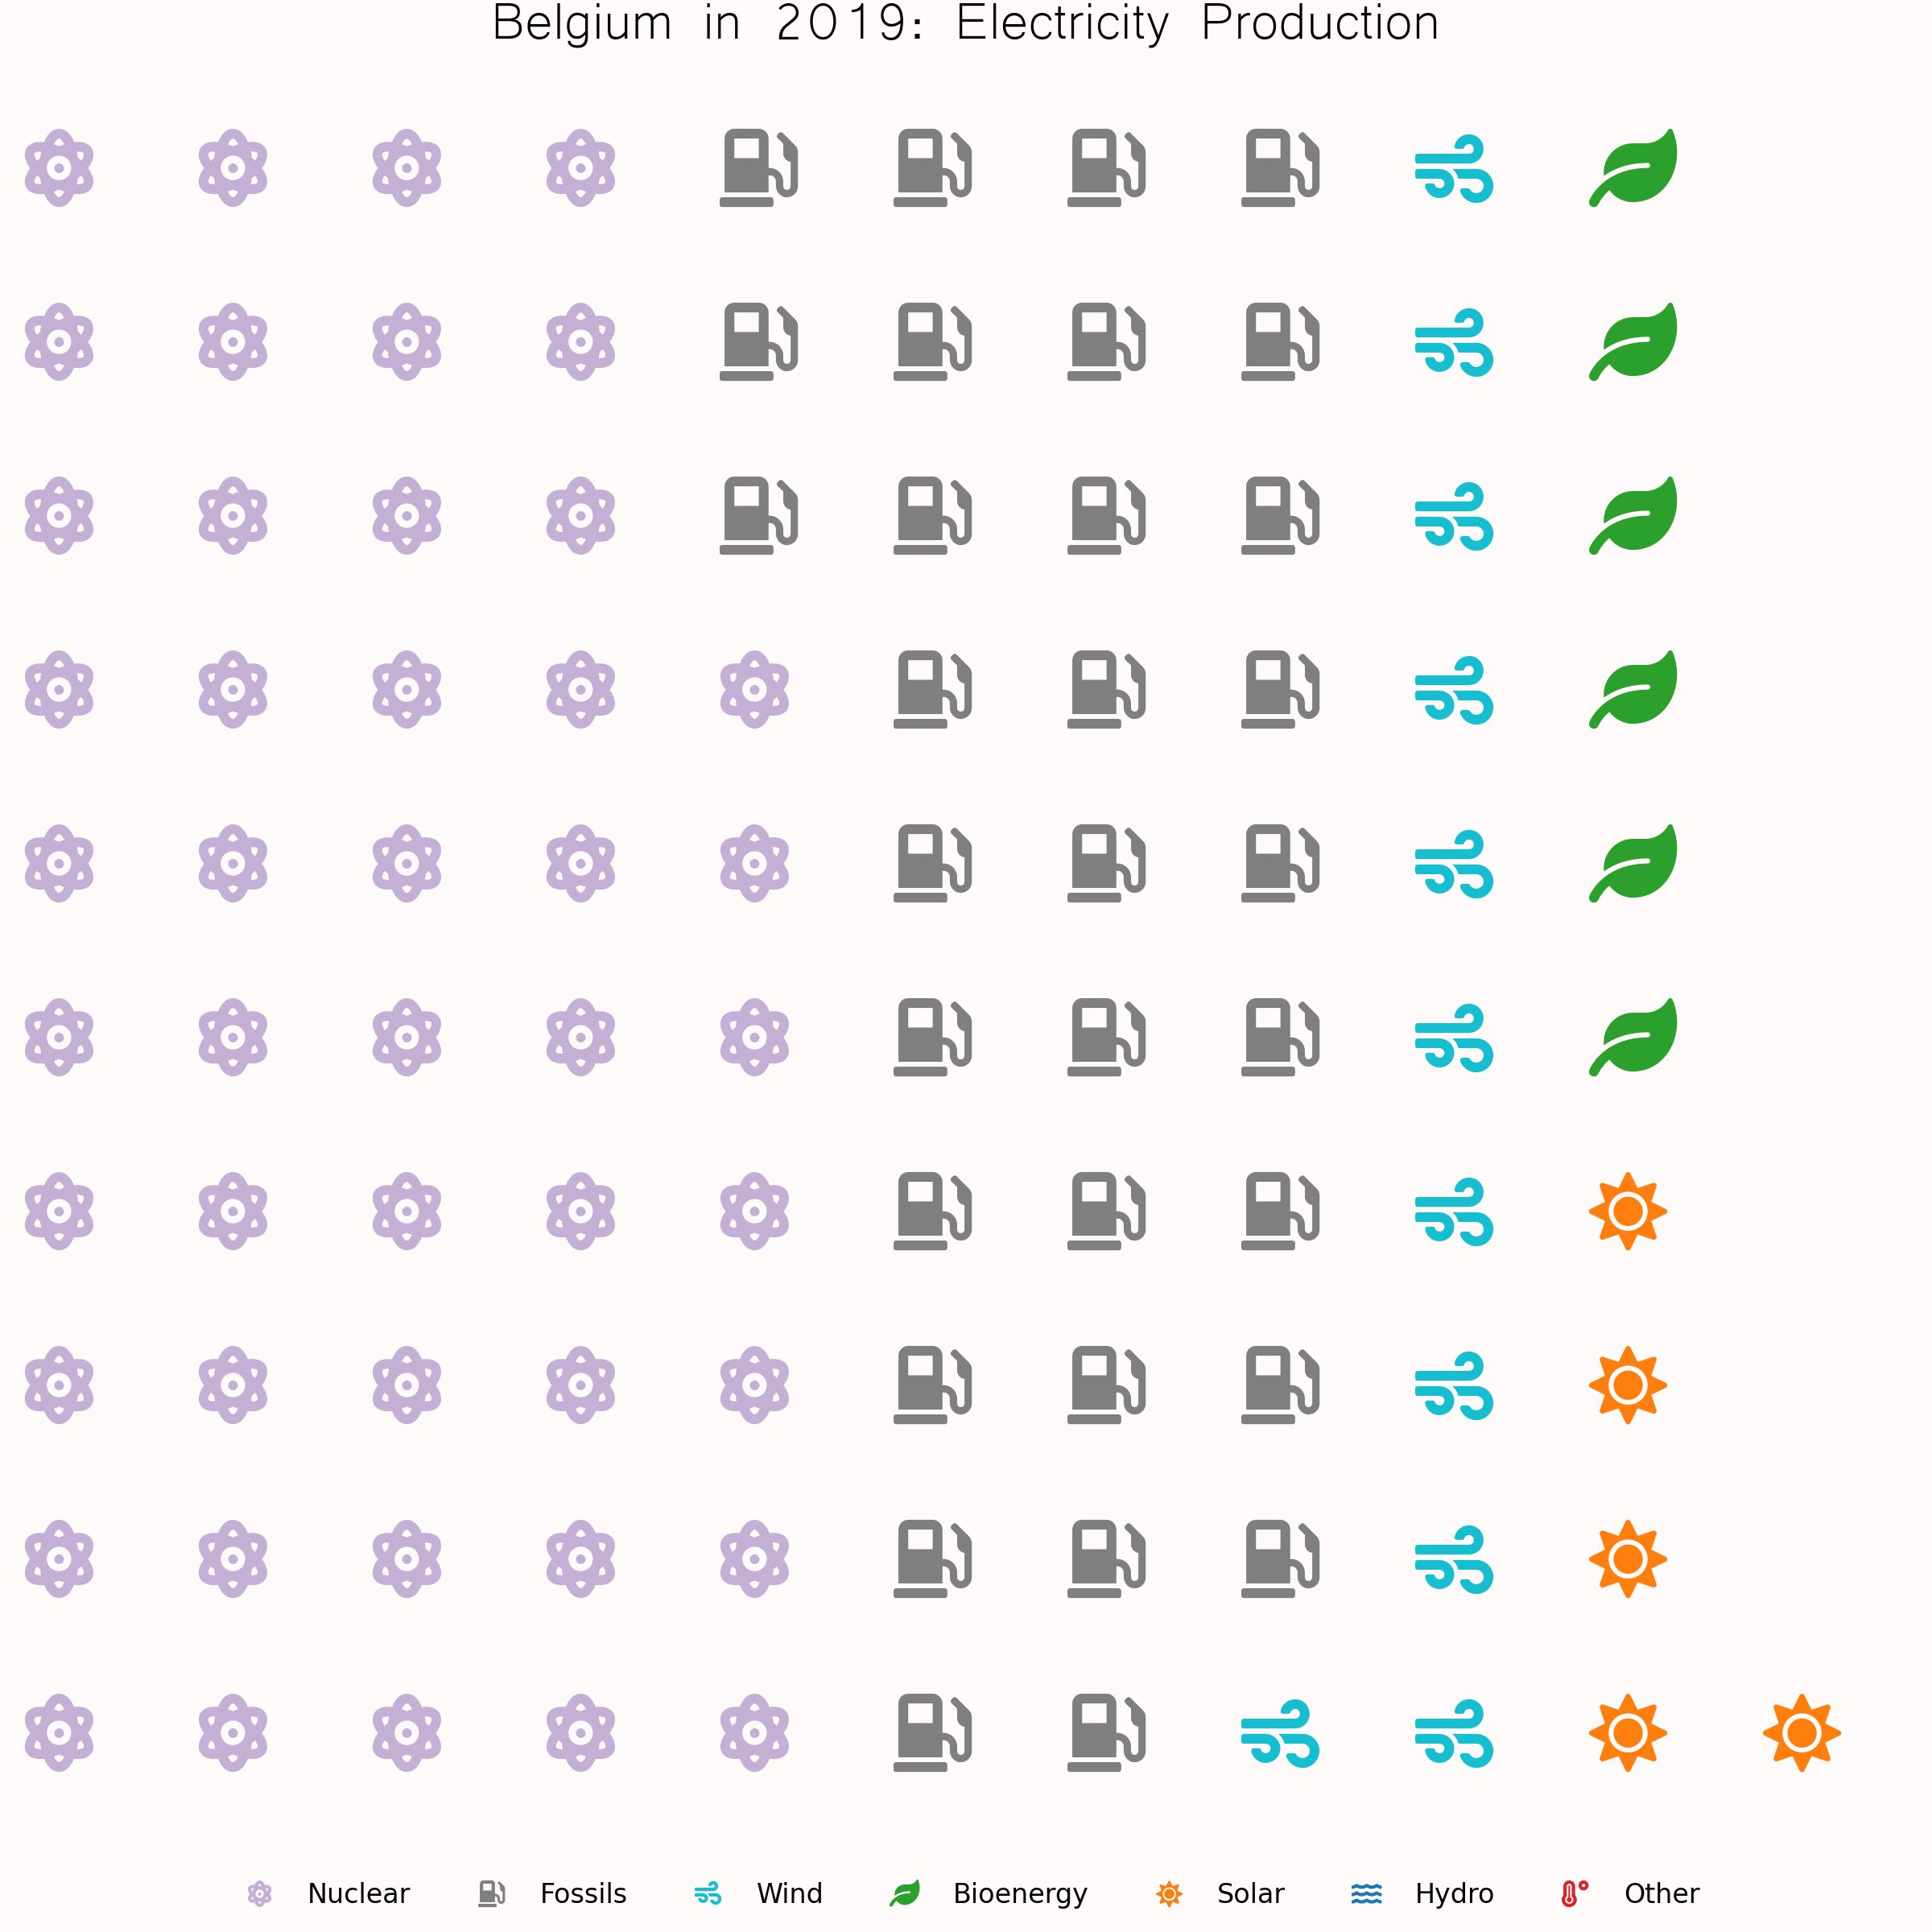 Belgium in 2019: Electricity Production
Nuclear Fossils Wind Bioenergy Solar Hydro Other